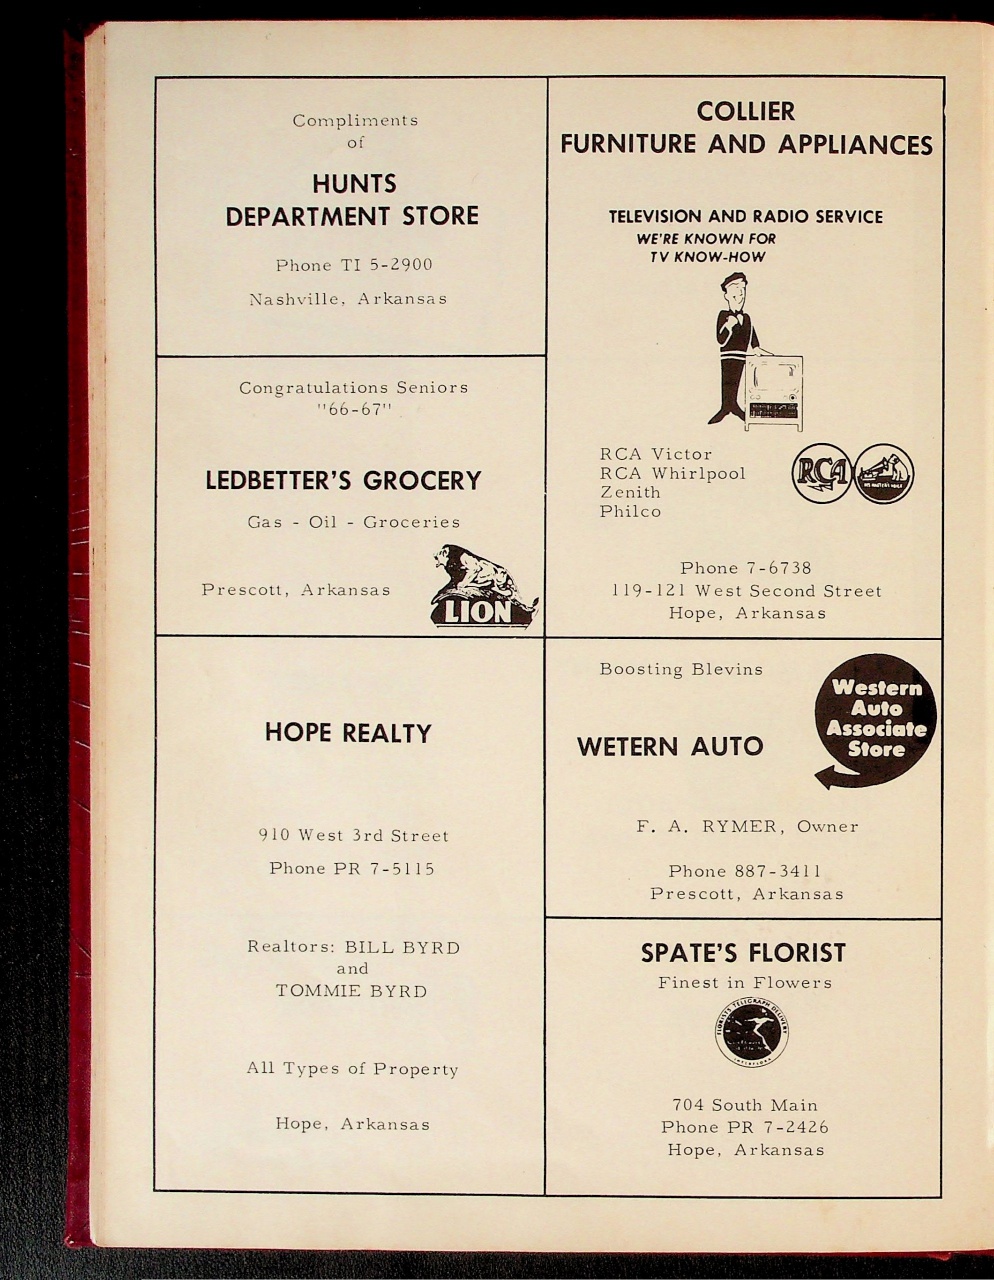 Compliments
of
HUNTS
DEPARTMENT STORE
Phone TI 5-2900
Nashville, Arkansas
Congratulations Seniors
"66-67"
LEDBETTER'S GROCERY
Gas - Oil - Groceries
Prescott, Arkansas
LION
HOPE REALTY
910 West 3rd Street
Phone PR 7-5115
Realtors: BILL BYRD
and
TOMMIE BYRD
All Types of Property
Hope, Arkansas
COLLIER
FURNITURE AND APPLIANCES
TELEVISION AND RADIO SERVICE
WE'RE KNOWN FOR
TV KNOW-HOW
RCA Victor
RCA Whirlpool
Zenith
Philco
RCA
HIS MASTER'S VOICE
Phone 7-6738
119-121 West Second Street
Hope, Arkansas
Boosting Blevins
WETERN AUTO
Western
Auto
Associate
Store
F. A. RYMER, Owner
Phone 887-3411
Prescott, Arkansas
SPATE'S FLORIST
Finest in Flowers
FLORISTS TELEGRAPH DELIVERY
INTERFLORA
704 South Main
Phone PR 7-2426
Hope, Arkansas